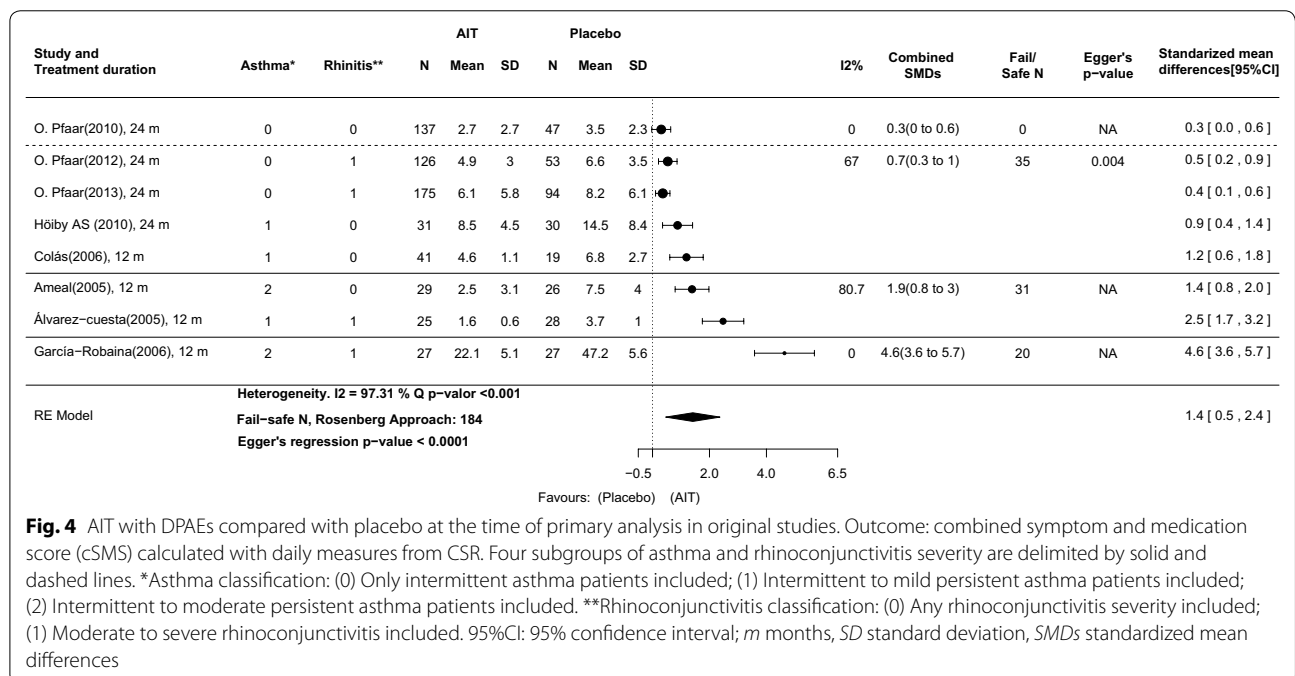 AIT Placebo
Study and Treatment duration Asthma* Rhinitis** N Mean SD N Mean SD I2% Combined SMDs Fail/ Safe N Egger's p−value Standarized mean differences[95%CI]
O. Pfaar(2010), 24 m 0 0 137 2.7 2.7 47 3.5 2.3 0 0.3(0 to 0.6) 0 NA 0.3 [ 0.0 , 0.6 ]
O. Pfaar(2012), 24 m 0 1 126 4.9 3 53 6.6 3.5 67 0.7(0.3 to 1) 35 0.004 0.5 [ 0.2 , 0.9 ]
O. Pfaar(2013), 24 m 0 1 175 6.1 5.8 94 8.2 6.1 0.4 [ 0.1 , 0.6 ]
Höiby AS (2010), 24 m 1 0 31 8.5 4.5 30 14.5 8.4 0.9 [ 0.4 , 1.4 ]
Colás(2006), 12 m 1 0 41 4.6 1.1 19 6.8 2.7 1.2 [ 0.6 , 1.8 ]
Ameal(2005), 12 m 2 0 29 2.5 3.1 26 7.5 4 80.7 1.9(0.8 to 3) 31 NA 1.4 [ 0.8 , 2.0 ]
Álvarez−cuesta(2005), 12 m 1 1 25 1.6 0.6 28 3.7 1 2.5 [ 1.7 , 3.2 ]
García−Robaina(2006), 12 m 2 1 27 22.1 5.1 27 47.2 5.6 0 4.6(3.6 to 5.7) 20 NA 4.6 [ 3.6 , 5.7 ]
Heterogeneity. I2 = 97.31 % Q p−valor <0.001
RE Model Fail−safe N, Rosenberg Approach: 184 1.4 [ 0.5 , 2.4 ]
Egger's regression p−value < 0.0001
−0.5 2.0 4.0 6.5
Favours: (Placebo) (AIT)
Fig. 4 AIT with DPAEs compared with placebo at the time of primary analysis in original studies. Outcome: combined symptom and medication
score (cSMS) calculated with daily measures from CSR. Four subgroups of asthma and rhinoconjunctivitis severity are delimited by solid and
dashed lines. *Asthma classification: (0) Only intermittent asthma patients included; (1) Intermittent to mild persistent asthma patients included;
(2) Intermittent to moderate persistent asthma patients included. **Rhinoconjunctivitis classification: (0) Any rhinoconjunctivitis severity included;
(1) Moderate to severe rhinoconjunctivitis included. 95%CI: 95% confidence interval; m months, SD standard deviation, SMDs standardized mean
differences